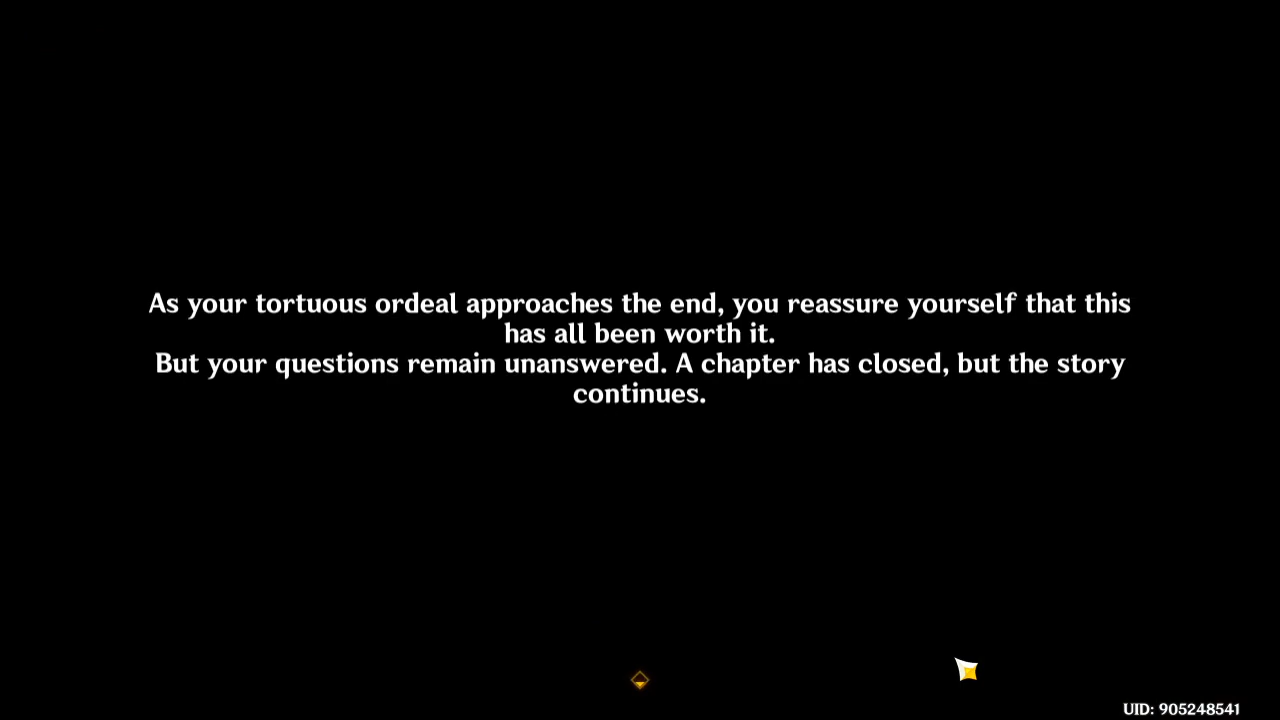 As your tortuous ordeal approaches the end, you reassure yourself that this
has all been worth it.
But your questions remain unanswered. A chapter has closed, but the story
continues.
UID: 905248541